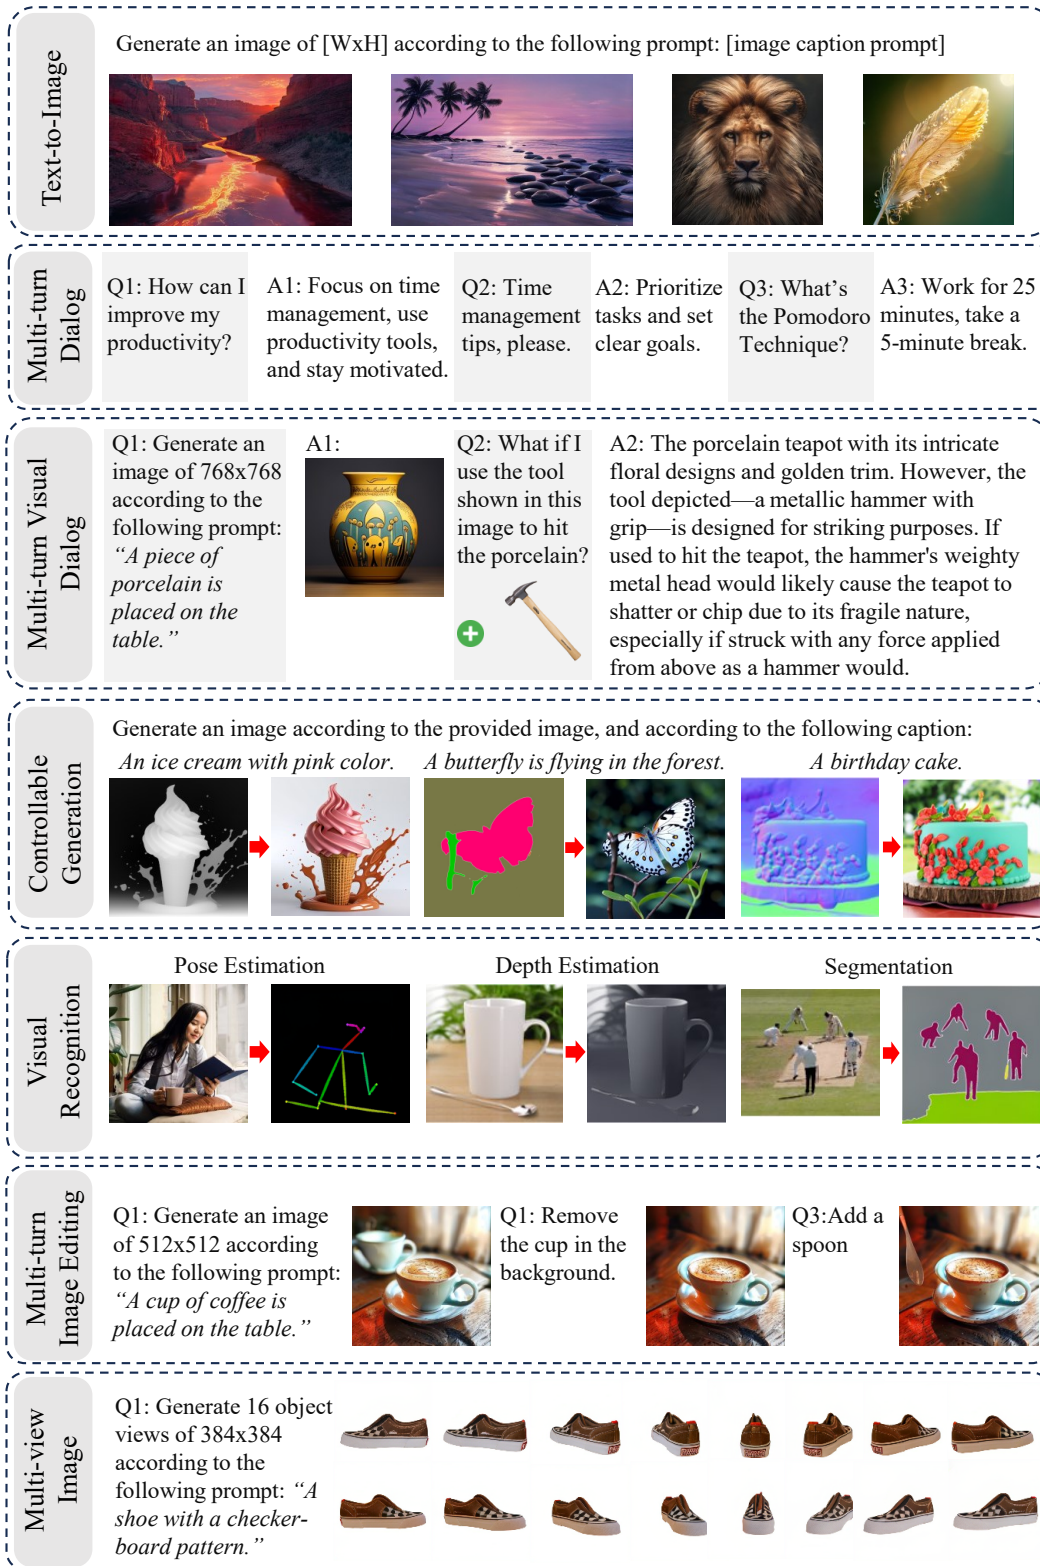 Text-to-Image
Generate an image of [WxH] according to the following prompt: [image caption prompt]
Multi-turn
Dialog
Q1: How can I
improve my
productivity?
A1: Focus on time
management, use
productivity tools,
and stay motivated.
Q2: Time
management
tips, please.
A2: Prioritize
tasks and set
clear goals.
Q3: What’s
the Pomodoro
Technique?
A3: Work for 25
minutes, take a
5-minute break.
Multi-turn Visual
Dialog
Q1: Generate an
image of 768x768
according to the
following prompt:
“A piece of
porcelain is
placed on the
table.”
A1:
Q2: What if I
use the tool
shown in this
image to hit
the porcelain?
A2: The porcelain teapot with its intricate
floral designs and golden trim. However, the
tool depicted—a metallic hammer with
grip—is designed for striking purposes. If
used to hit the teapot, the hammer's weighty
metal head would likely cause the teapot to
shatter or chip due to its fragile nature,
especially if struck with any force applied
from above as a hammer would.
Controllable
Generation
Generate an image according to the provided image, and according to the following caption:
An ice cream with pink color.
A butterfly is flying in the forest.
A birthday cake.
Visual
Recognition
Pose Estimation
Depth Estimation
Segmentation
Multi-turn
Image Editing
Q1: Generate an image
of 512x512 according
to the following prompt:
“A cup of coffee is
placed on the table.”
Q1: Remove
the cup in the
background.
Q3:Add a
spoon
Multi-view
Image
Q1: Generate 16 object
views of 384x384
according to the
following prompt: “A
shoe with a checker-
board pattern.”